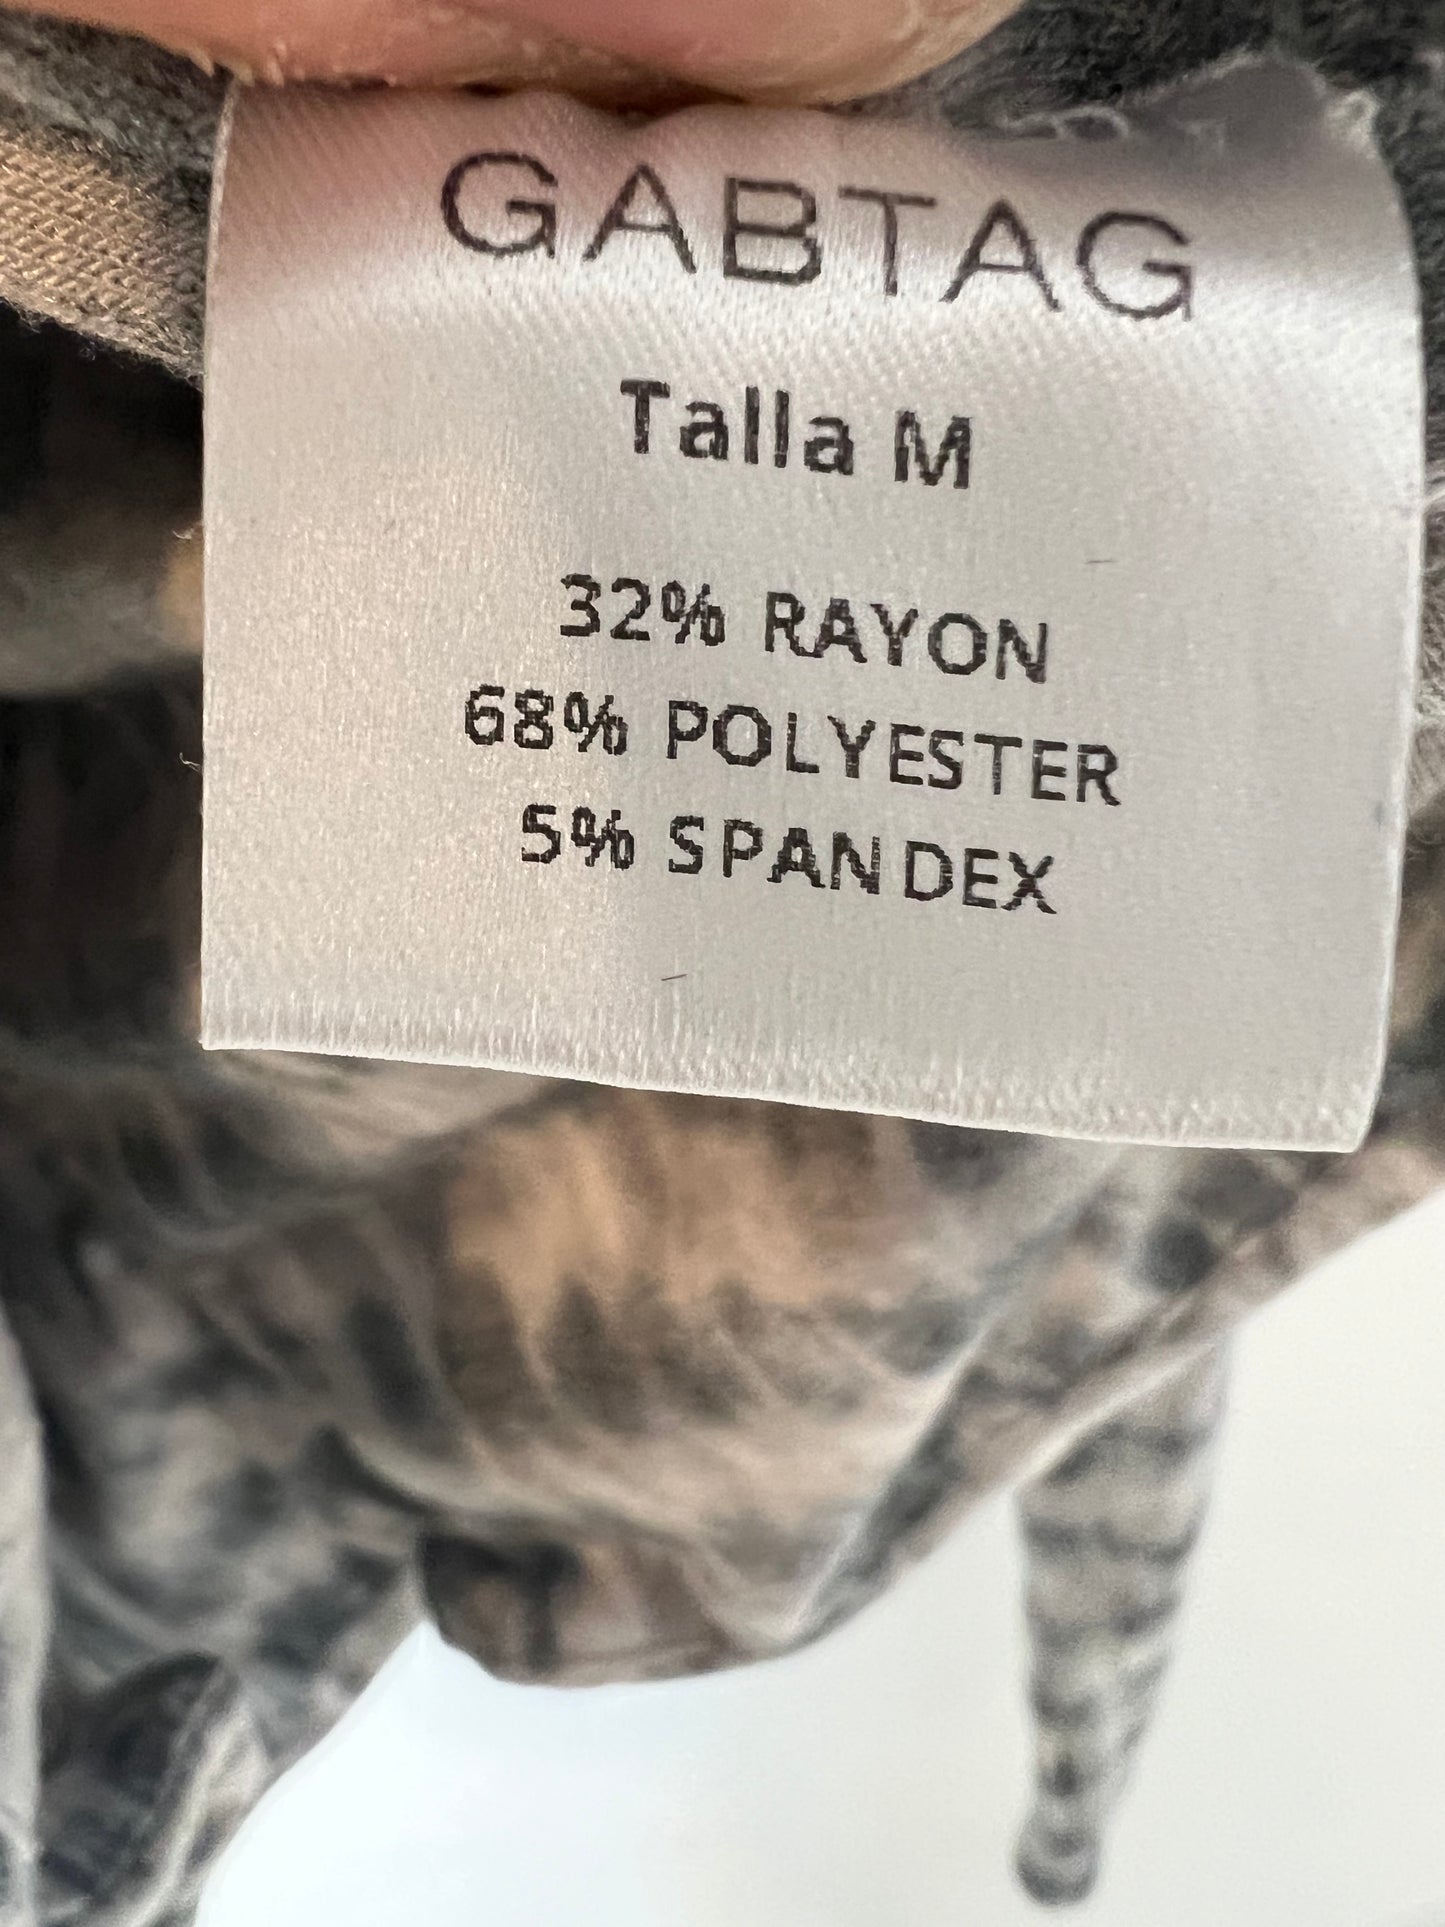 GABTAG
Talla M
32% RAYON
68% POLYESTER
5% SPANDEX